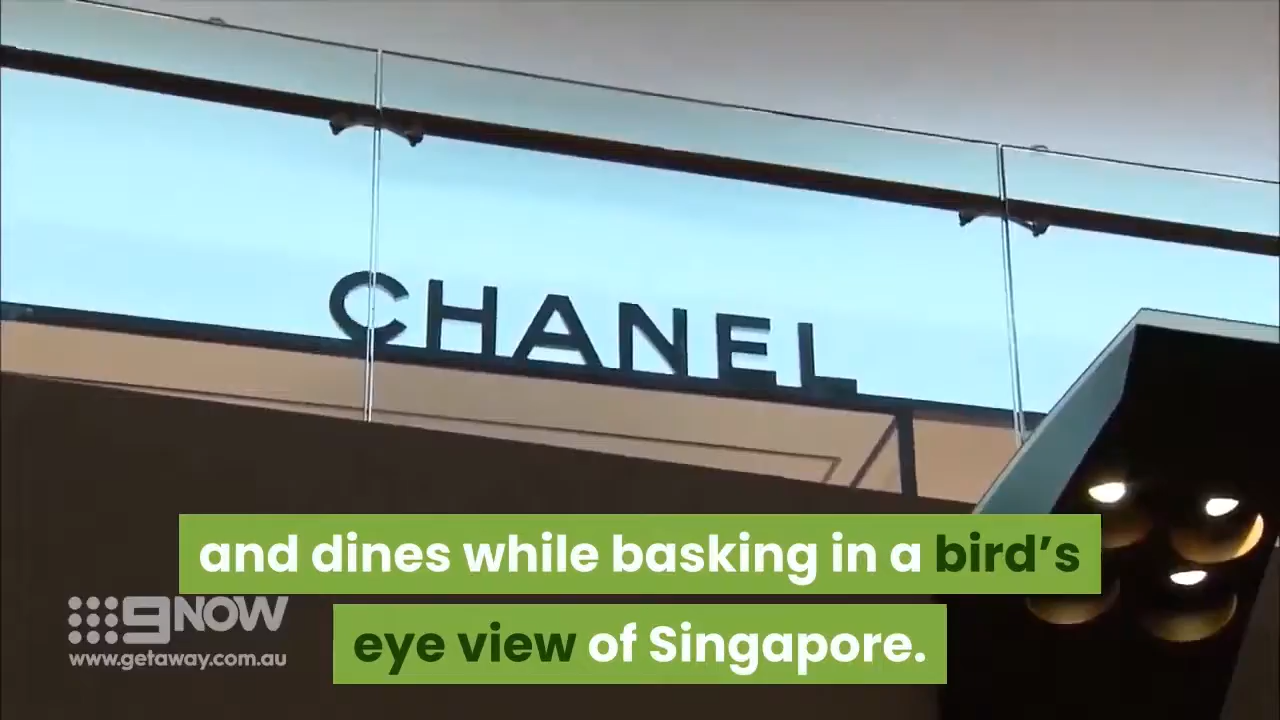 CHANEL
and dines while basking in a bird’s
eye view of Singapore.
9NOW
www.getaway.com.au